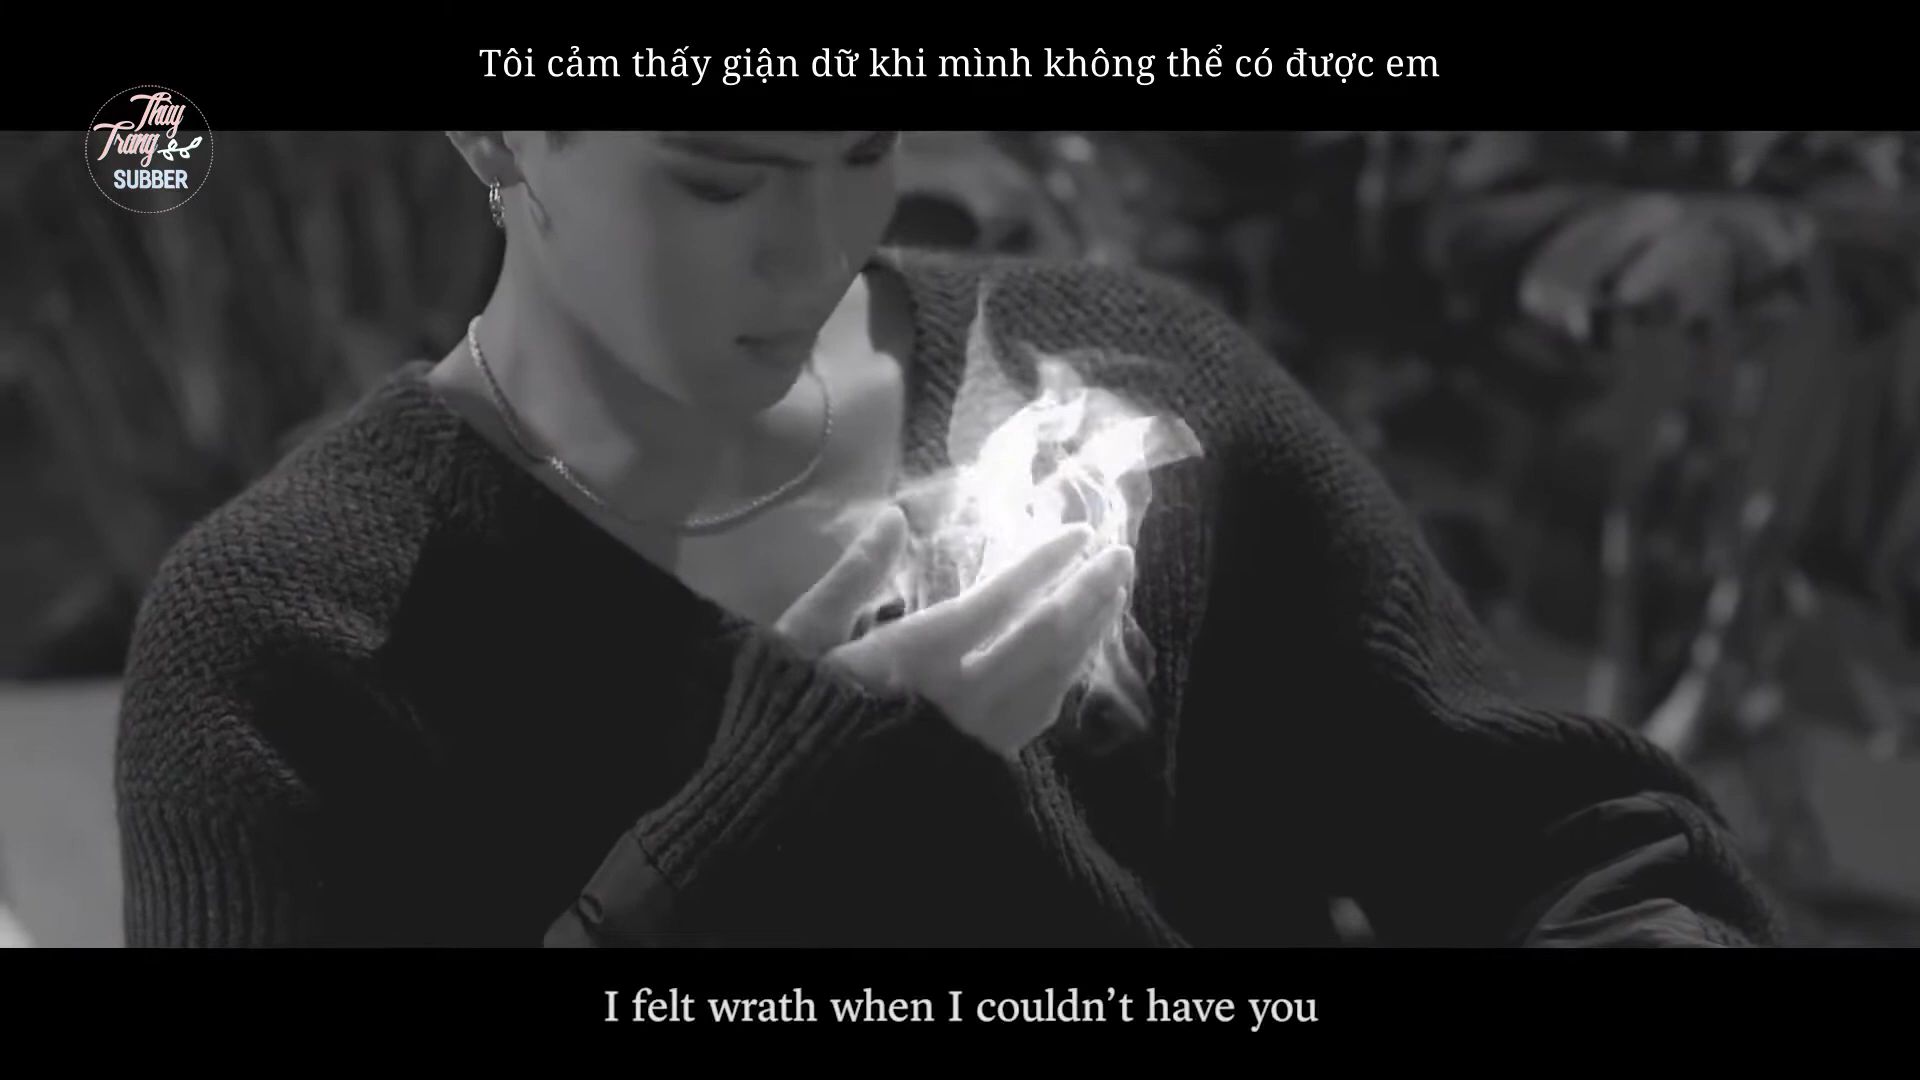 Tôi cảm thấy giận dữ khi mình không thể có được em
Thùy
Trang
SUBBER
I felt wrath when I couldn’t have you